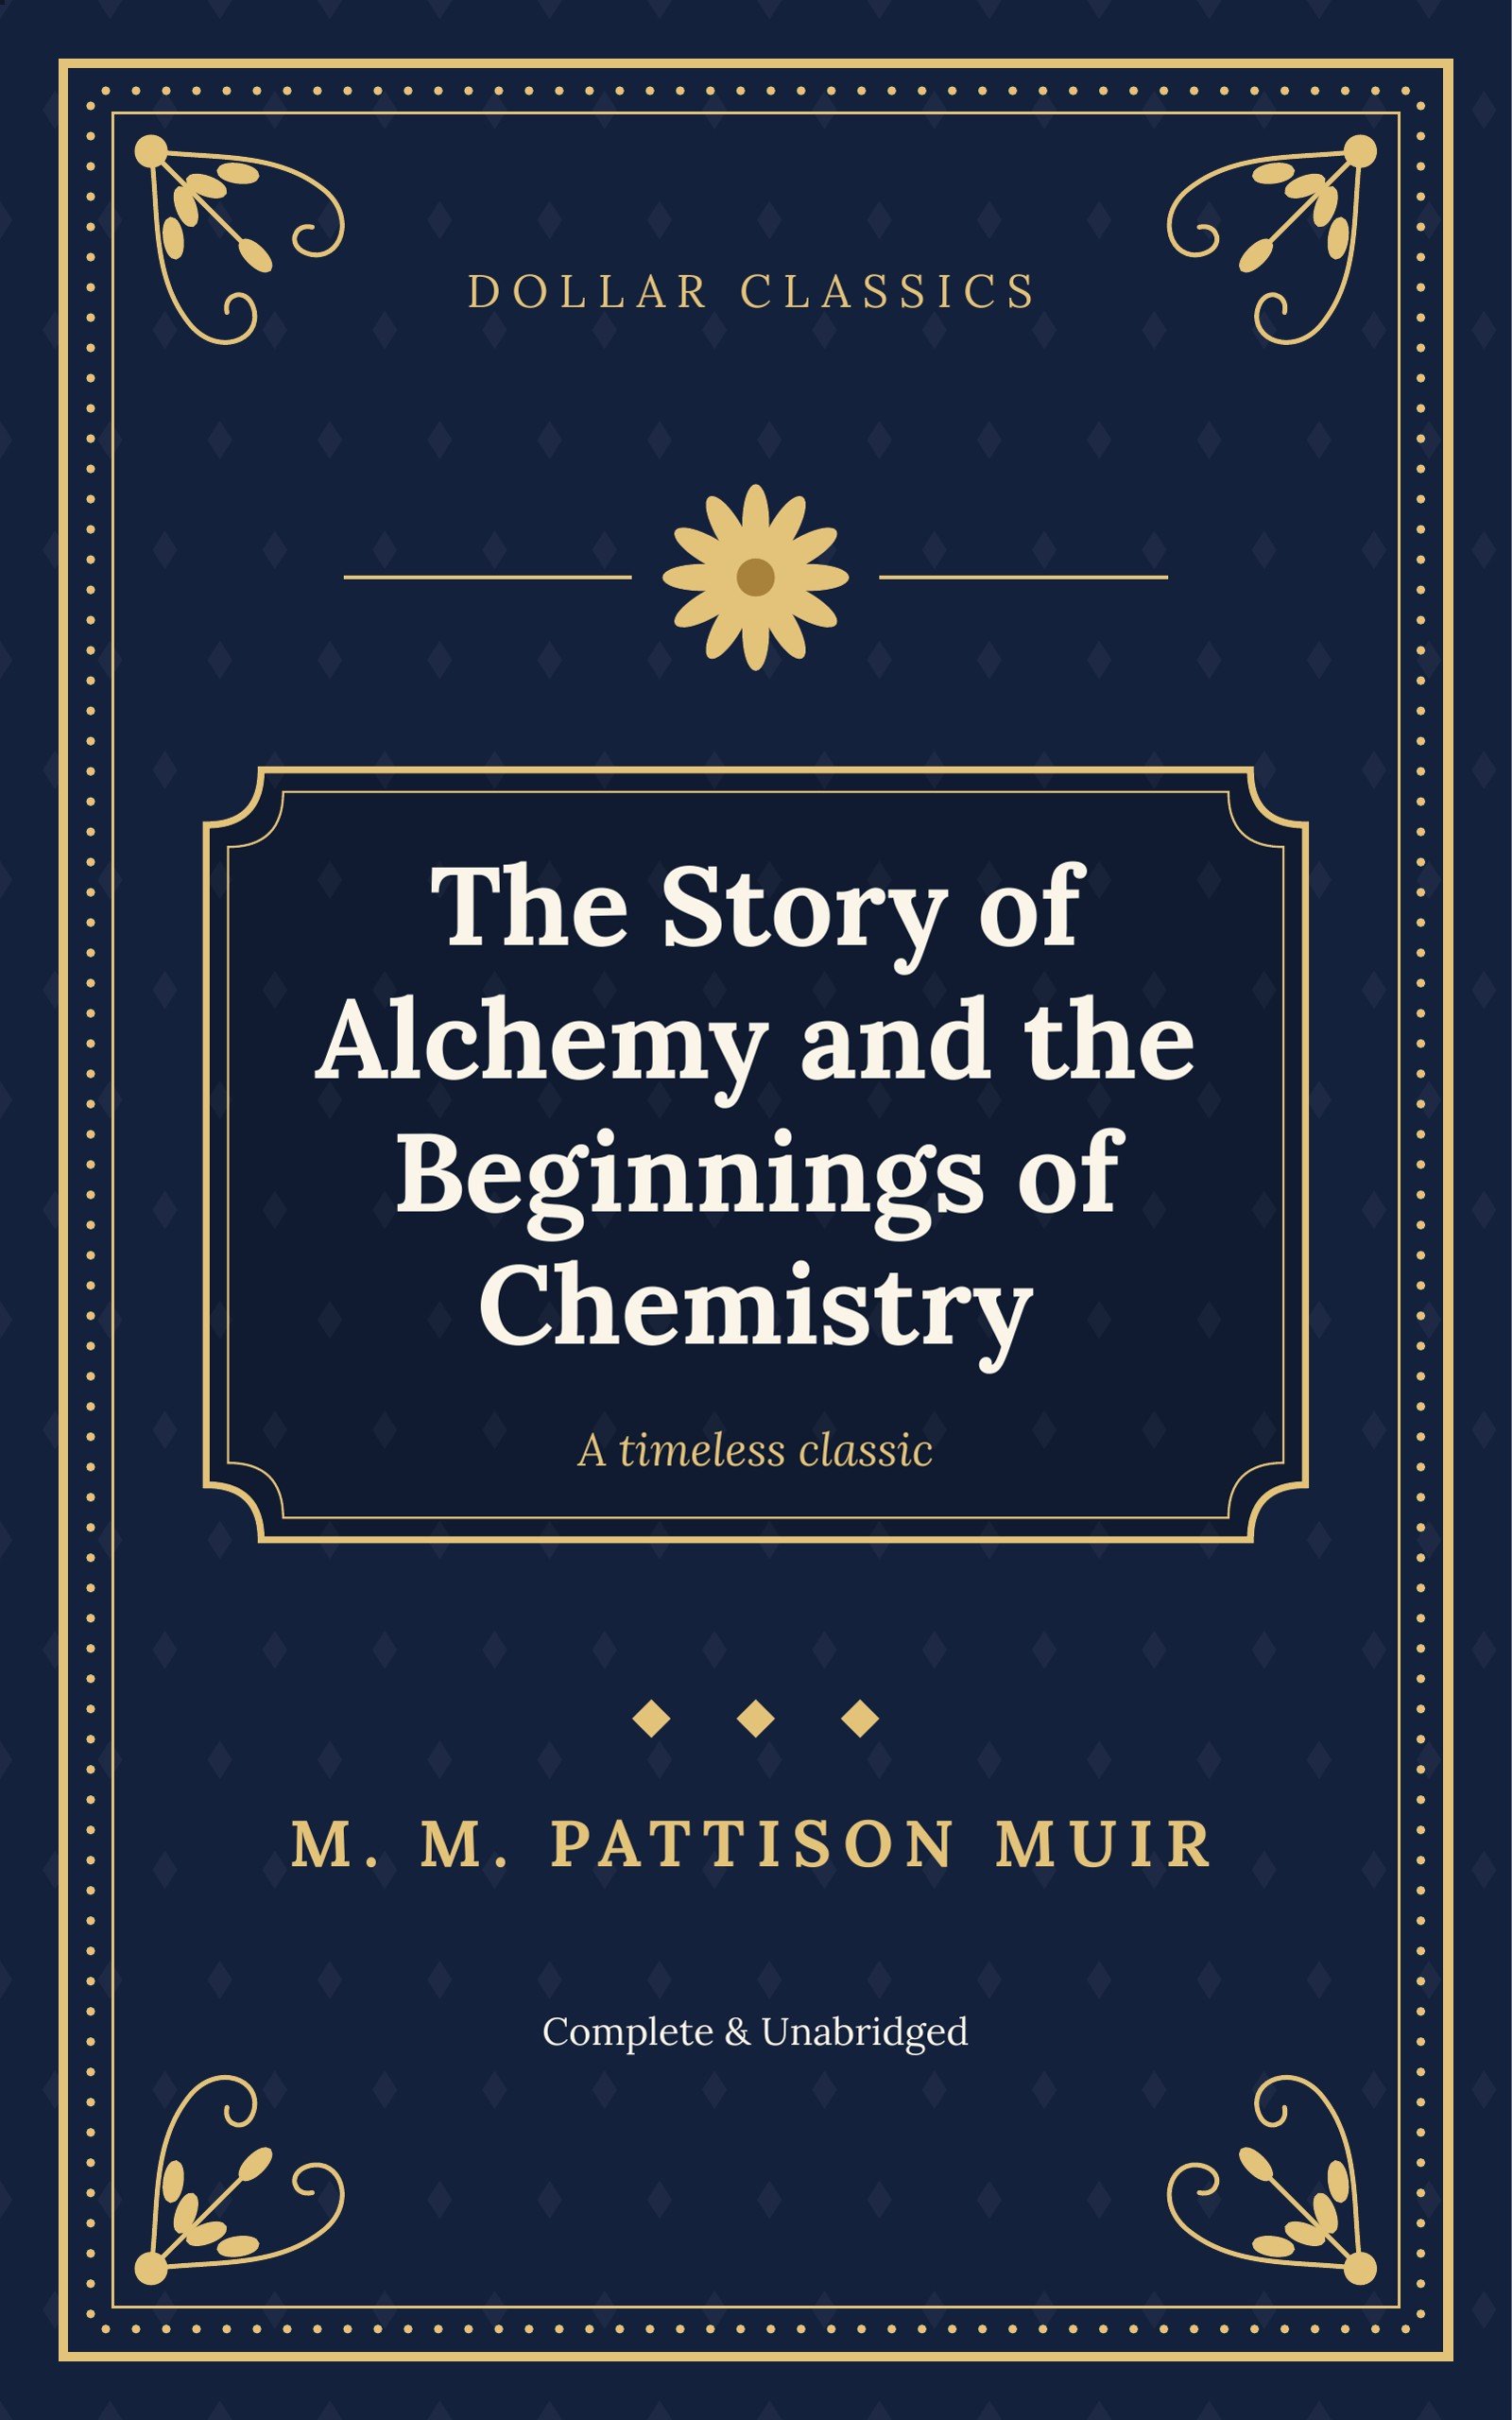 DOLLAR CLASSICS
The Story of
Alchemy and the
Beginnings of
Chemistry
A timeless classic
M. M. PATTISON MUIR
Complete & Unabridged